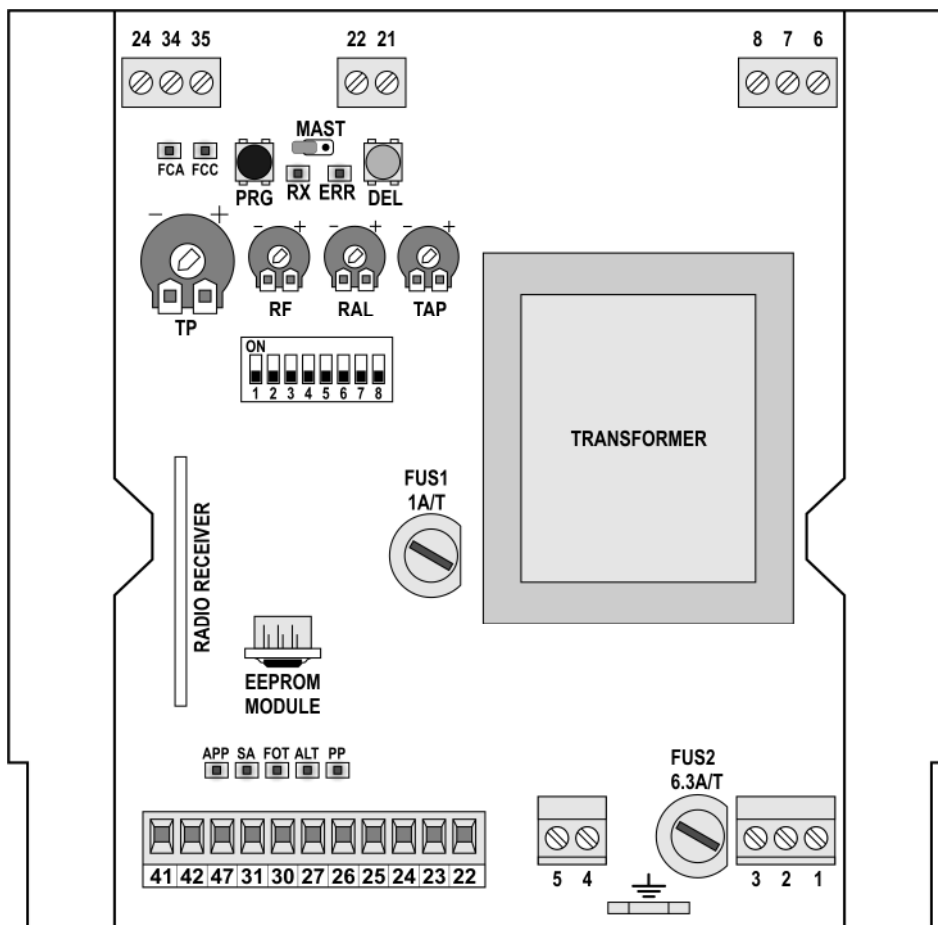 24 34 35
22 21
8 7 6
MAST
FCA FCC
PRG RX ERR DEL
- +
- + - + - +
TP
RF RAL TAP
ON
1 2 3 4 5 6 7 8
TRANSFORMER
FUS1
1A/T
RADIO RECEIVER
EEPROM
MODULE
APP SA FOT ALT PP
FUS2
6.3A/T
41 42 47 31 30 27 26 25 24 23 22
5 4
3 2 1